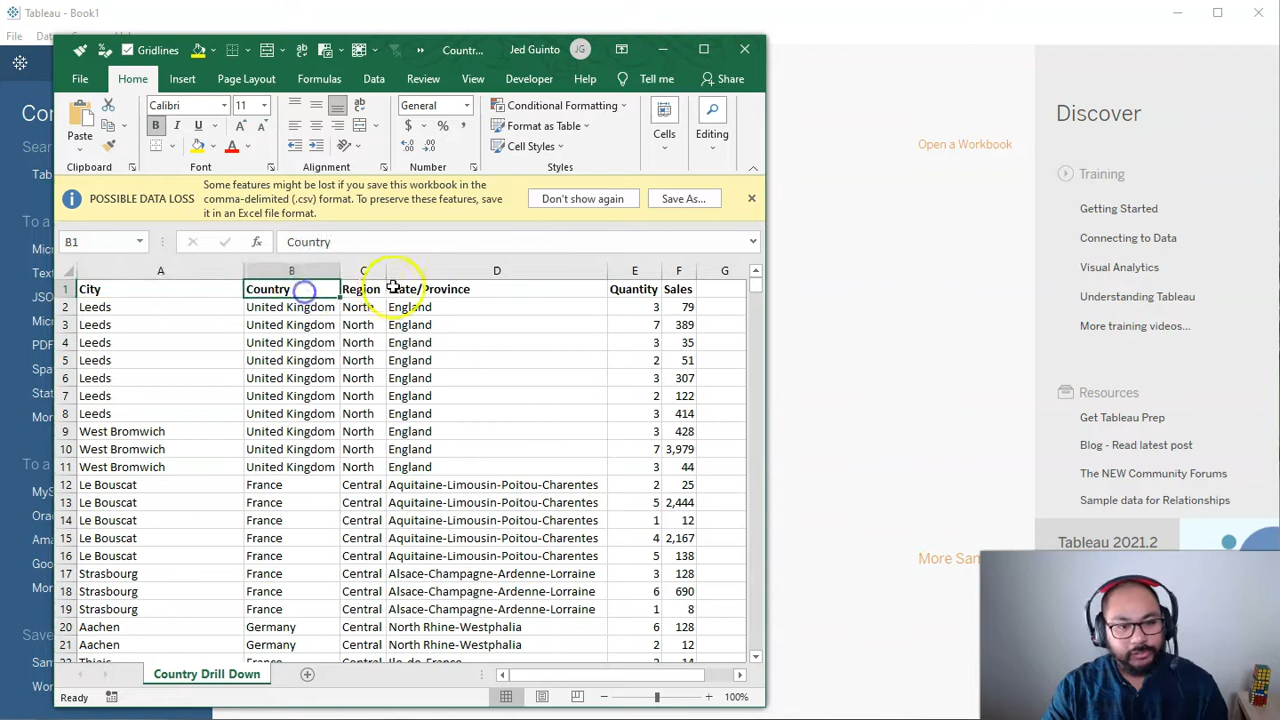 Tableau - Book1
File
Gridlines
Countr...
Jed Guinto
JG
File Home Insert Page Layout Formulas Data Review View Developer Help Tell me Share
Paste
Calibri
11
B I U A A
General
$ % ,
Conditional Formatting
Format as Table
Cell Styles
Cells
Editing
Clipboard
Font
Alignment
Number
Styles
POSSIBLE DATA LOSS
Some features might be lost if you save this workbook in the
comma-delimited (.csv) format. To preserve these features, save
it in an Excel file format.
Don't show again
Save As...
B1
fx
Country
A B C D E F G
1 City Country Region /Province Quantity Sales
2 Leeds United Kingdom North England 3 79
3 Leeds United Kingdom North England 7 389
4 Leeds United Kingdom North England 3 35
5 Leeds United Kingdom North England 2 51
6 Leeds United Kingdom North England 3 307
7 Leeds United Kingdom North England 2 122
8 Leeds United Kingdom North England 3 414
9 West Bromwich United Kingdom North England 3 428
10 West Bromwich United Kingdom North England 7 3,979
11 West Bromwich United Kingdom North England 3 44
12 Le Bouscat France Central Aquitaine-Limousin-Poitou-Charentes 2 25
13 Le Bouscat France Central Aquitaine-Limousin-Poitou-Charentes 5 2,444
14 Le Bouscat France Central Aquitaine-Limousin-Poitou-Charentes 1 12
15 Le Bouscat France Central Aquitaine-Limousin-Poitou-Charentes 4 2,167
16 Le Bouscat France Central Aquitaine-Limousin-Poitou-Charentes 5 138
17 Strasbourg France Central Alsace-Champagne-Ardenne-Lorraine 3 128
18 Strasbourg France Central Alsace-Champagne-Ardenne-Lorraine 6 690
19 Strasbourg France Central Alsace-Champagne-Ardenne-Lorraine 1 8
20 Aachen Germany Central North Rhine-Westphalia 6 128
21 Aachen Germany Central North Rhine-Westphalia 2 12
Country Drill Down
Ready
100%
Open a Workbook
More Sam
Discover
Training
Getting Started
Connecting to Data
Visual Analytics
Understanding Tableau
More training videos...
Resources
Get Tableau Prep
Blog - Read latest post
The NEW Community Forums
Sample data for Relationships
Tableau 2021.2